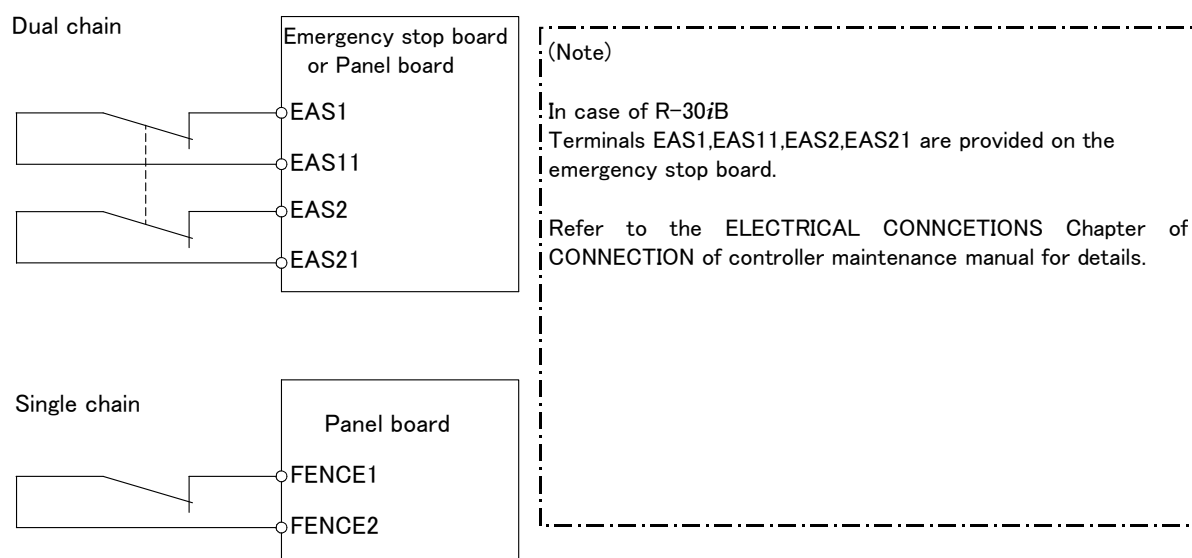 Dual chain
Emergency stop board
or Panel board
EAS1
EAS11
EAS2
EAS21
Single chain
Panel board
FENCE1
FENCE2
(Note)
In case of R-30iB
Terminals EAS1,EAS11,EAS2,EAS21 are provided on the
emergency stop board.
Refer to the ELECTRICAL CONNCETIONS Chapter of
CONNECTION of controller maintenance manual for details.